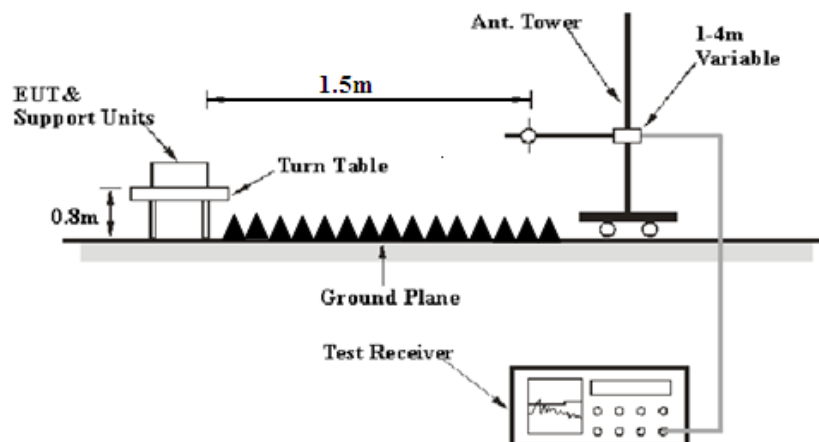 Ant. Tower
1-4m
Variable
1.5m
EUT&
Support Units
Turn Table
0.8m
Ground Plane
Test Receiver